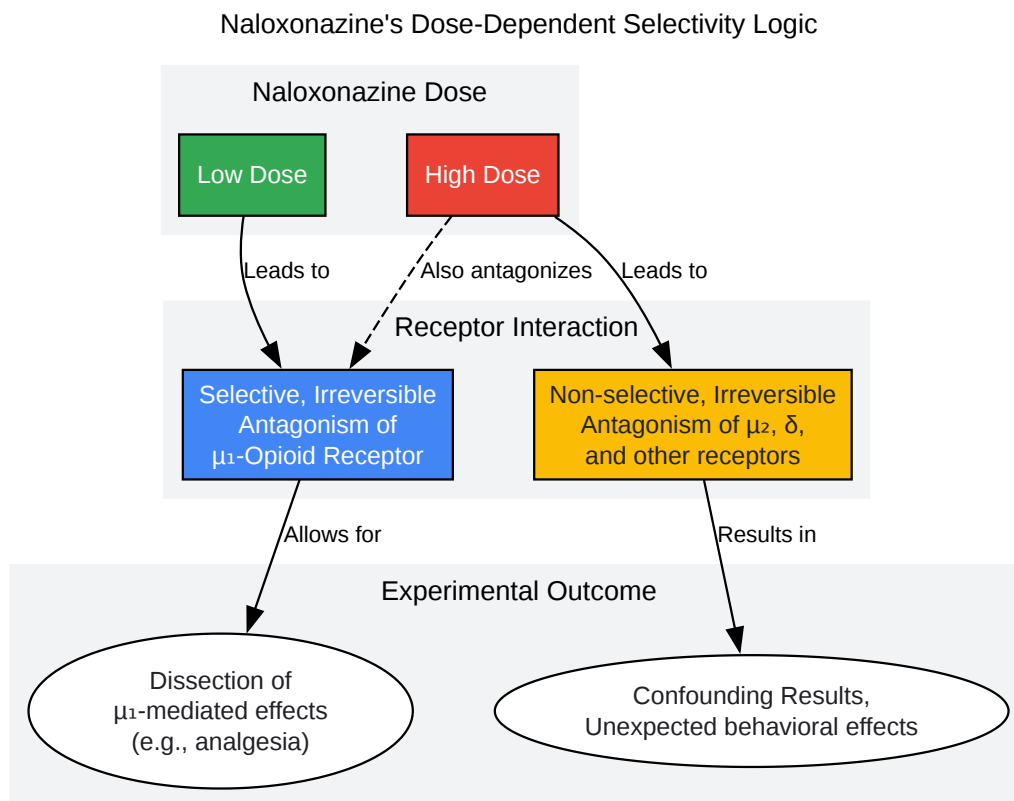 Naloxonazine's Dose-Dependent Selectivity Logic
Naloxonazine Dose
Low Dose
High Dose
Leads to
Also antagonizes
Leads to
Receptor Interaction
Selective, Irreversible
Antagonism of
μ₁-Opioid Receptor
Non-selective, Irreversible
Antagonism of μ₂, δ,
and other receptors
Allows for
Results in
Experimental Outcome
Dissection of
μ₁-mediated effects
(e.g., analgesia)
Confounding Results,
Unexpected behavioral effects